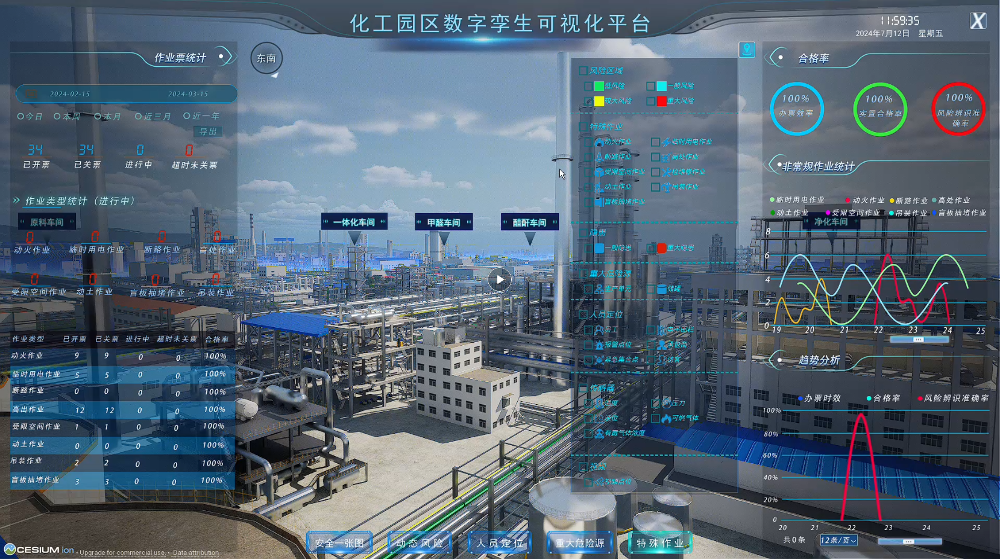 化工园区数字孪生可视化平台
11:59:35
2024年7月12日 星期五
X
作业票统计
东南
2024-02-15 2024-03-15
今日 本周 本月 近三月 近一年
导出
34 34 0 0
已开票 已关票 进行中 超时未关票
作业类型统计（进行中）
原料车间
0 0 0 0
动火作业 临时用电作业 断路作业 高处作业
0 0 0 0
受限空间作业 动土作业 盲板抽堵作业 吊装作业
作业类型 已开票 已关票 进行中 超时未关票 合格率
动火作业 9 9 0 0 100%
临时用电作业 5 5 0 0 100%
断路作业 0 0 0 0 100%
高出作业 12 12 0 0 100%
受限空间作业 1 1 0 0 100%
动土作业 0 0 0 0 100%
吊装作业 2 2 0 0 100%
盲板抽堵作业 3 3 0 0 100%
CESIUM ion • Upgrade for commercial use. • Data attribution
一体化车间
甲醛车间
醋酐车间
风险区域
低风险 一般风险
较大风险 重大风险
特殊作业
动火作业 临时用电作业
断路作业 高处作业
受限空间作业 检维修作业
动土作业 吊装作业
盲板抽堵作业
隐患
一般隐患 重大隐患
重大危险源
生产单元 储罐
人员定位
员工 电子围栏
报警点位 承包商
紧急集合点 访客
传感器
温度 压力
液位 可燃气体
有毒气体浓度
视频
视频点位
安全一张图 动态风险 人员定位 重大危险源 特殊作业
合格率
100% 办票效率
100% 实置合格率
100% 风险辨识准
确率
非常规作业统计
临时用电作业 动火作业 断路作业 高处作业
动土作业 受限空间作业 吊装作业 盲板抽堵作业
净化车间
8
6
4
2
0
19 20 21 22 23 24 25
趋势分析
办票时效 合格率 风险辨识准确率
100%
80%
60%
40%
20%
0
20 21 22 23 24 25
共0条 12条/页